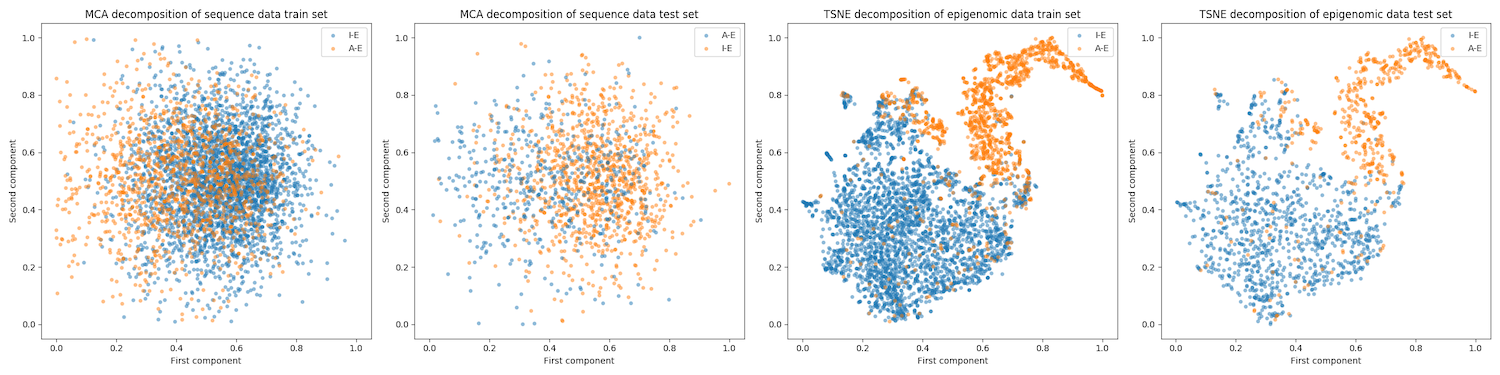 MCA decomposition of sequence data train set
1.0
0.8
0.6
0.4
0.2
0.0
Second component
0.0 0.2 0.4 0.6 0.8 1.0
First component
I-E
A-E
MCA decomposition of sequence data test set
1.0
0.8
0.6
0.4
0.2
0.0
Second component
0.0 0.2 0.4 0.6 0.8 1.0
First component
A-E
I-E
TSNE decomposition of epigenomic data train set
1.0
0.8
0.6
0.4
0.2
0.0
Second component
0.0 0.2 0.4 0.6 0.8 1.0
First component
I-E
A-E
TSNE decomposition of epigenomic data test set
1.0
0.8
0.6
0.4
0.2
0.0
Second component
0.0 0.2 0.4 0.6 0.8 1.0
First component
I-E
A-E